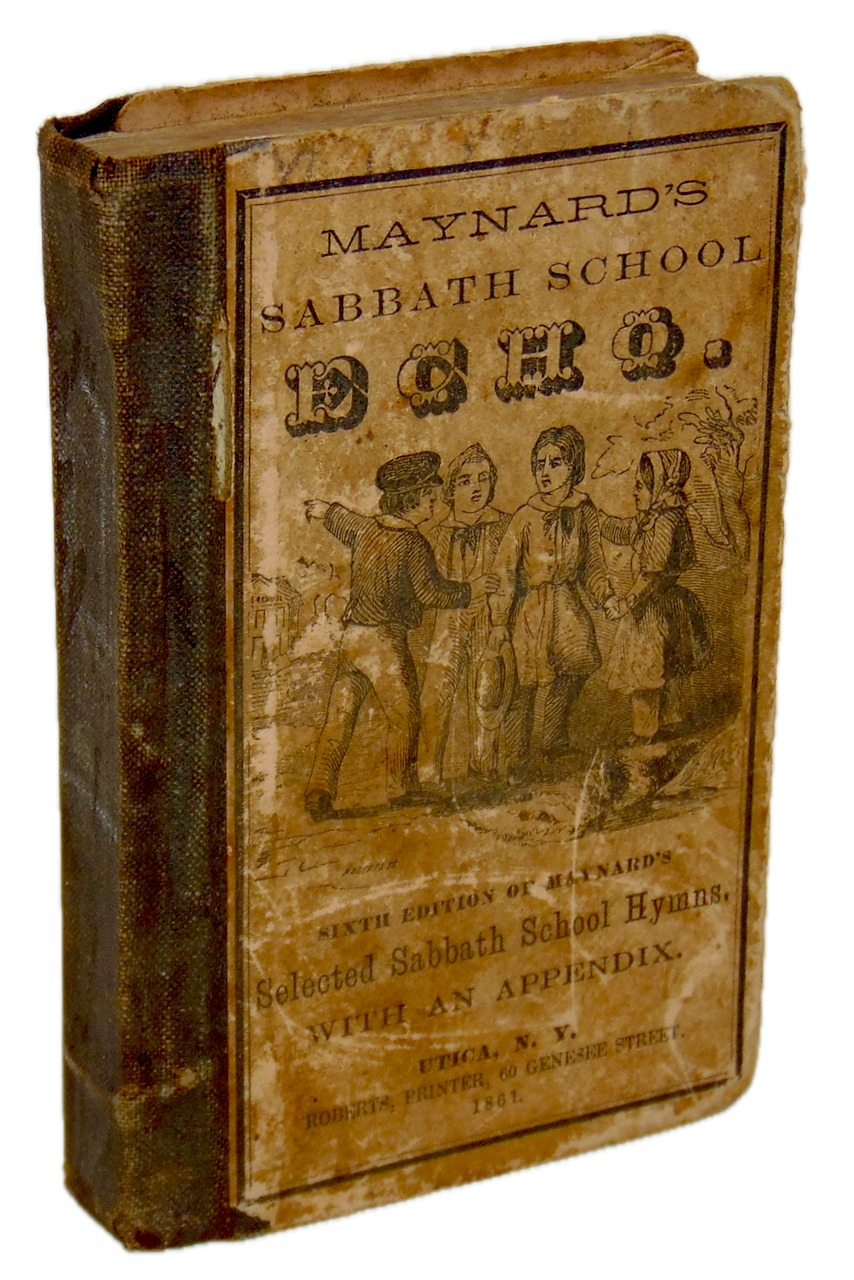 MAYNARD'S
SABBATH SCHOOL
ECHO.
SIXTH EDITION OF MAYNARD'S
Selected Sabbath School Hymns,
WITH AN APPENDIX.
UTICA, N. Y.
ROBERTS, PRINTER, 60 GENESEE STREET.
1861.